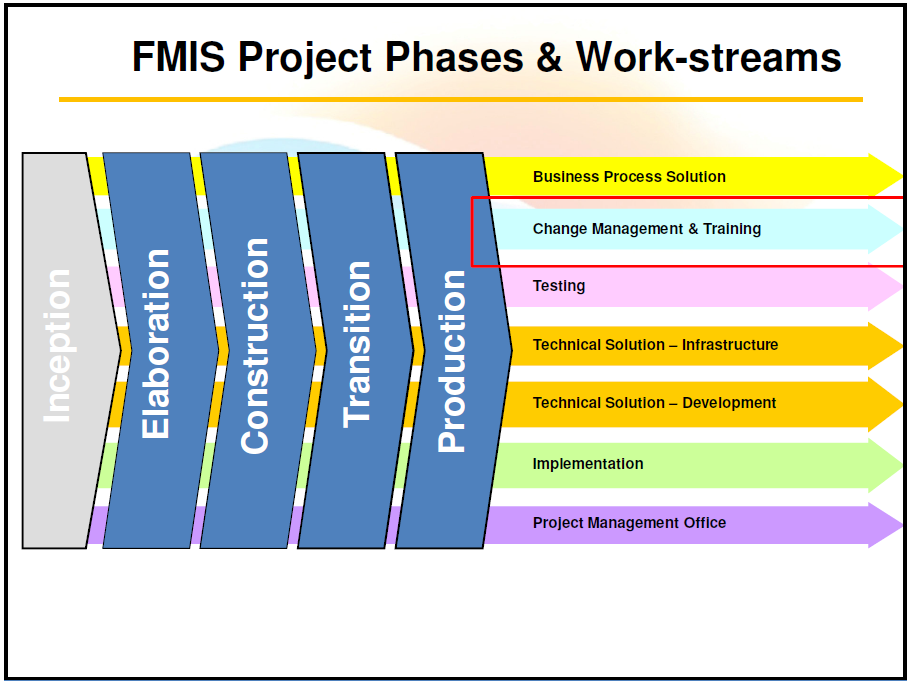 FMIS Project Phases & Work-streams
Inception
Elaboration
Construction
Transition
Production
Business Process Solution
Change Management & Training
Testing
Technical Solution – Infrastructure
Technical Solution – Development
Implementation
Project Management Office